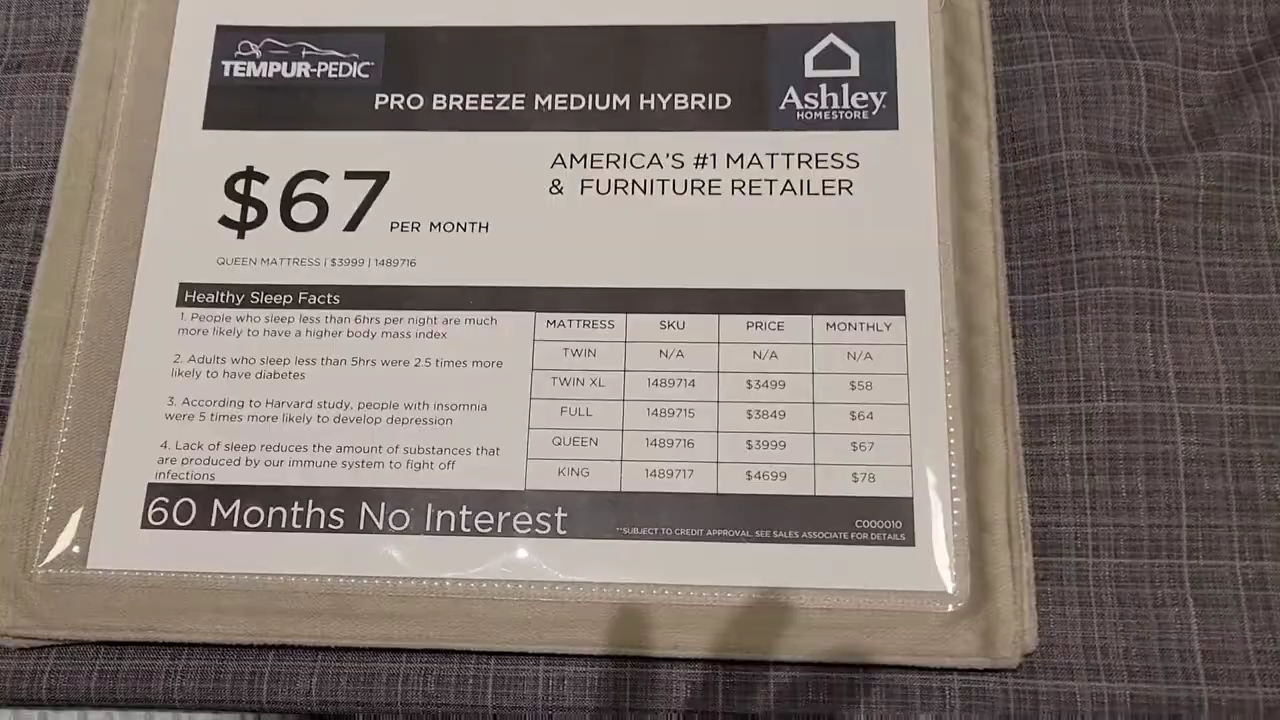 TEMPUR-PEDIC
PRO BREEZE MEDIUM HYBRID
Ashley
HOMESTORE
$67 PER MONTH
AMERICA'S #1 MATTRESS
& FURNITURE RETAILER
QUEEN MATTRESS | $3999 | 1489716
Healthy Sleep Facts
1. People who sleep less than 6hrs per night are much
more likely to have a higher body mass index
2. Adults who sleep less than 5hrs were 2.5 times more
likely to have diabetes
3. According to Harvard study, people with insomnia
were 5 times more likely to develop depression
4. Lack of sleep reduces the amount of substances that
are produced by our immune system to fight off
infections
MATTRESS SKU PRICE MONTHLY
TWIN N/A N/A N/A
TWIN XL 1489714 $3499 $58
FULL 1489715 $3849 $64
QUEEN 1489716 $3999 $67
KING 1489717 $4699 $78
60 Months No Interest
C000010
**SUBJECT TO CREDIT APPROVAL. SEE SALES ASSOCIATE FOR DETAILS